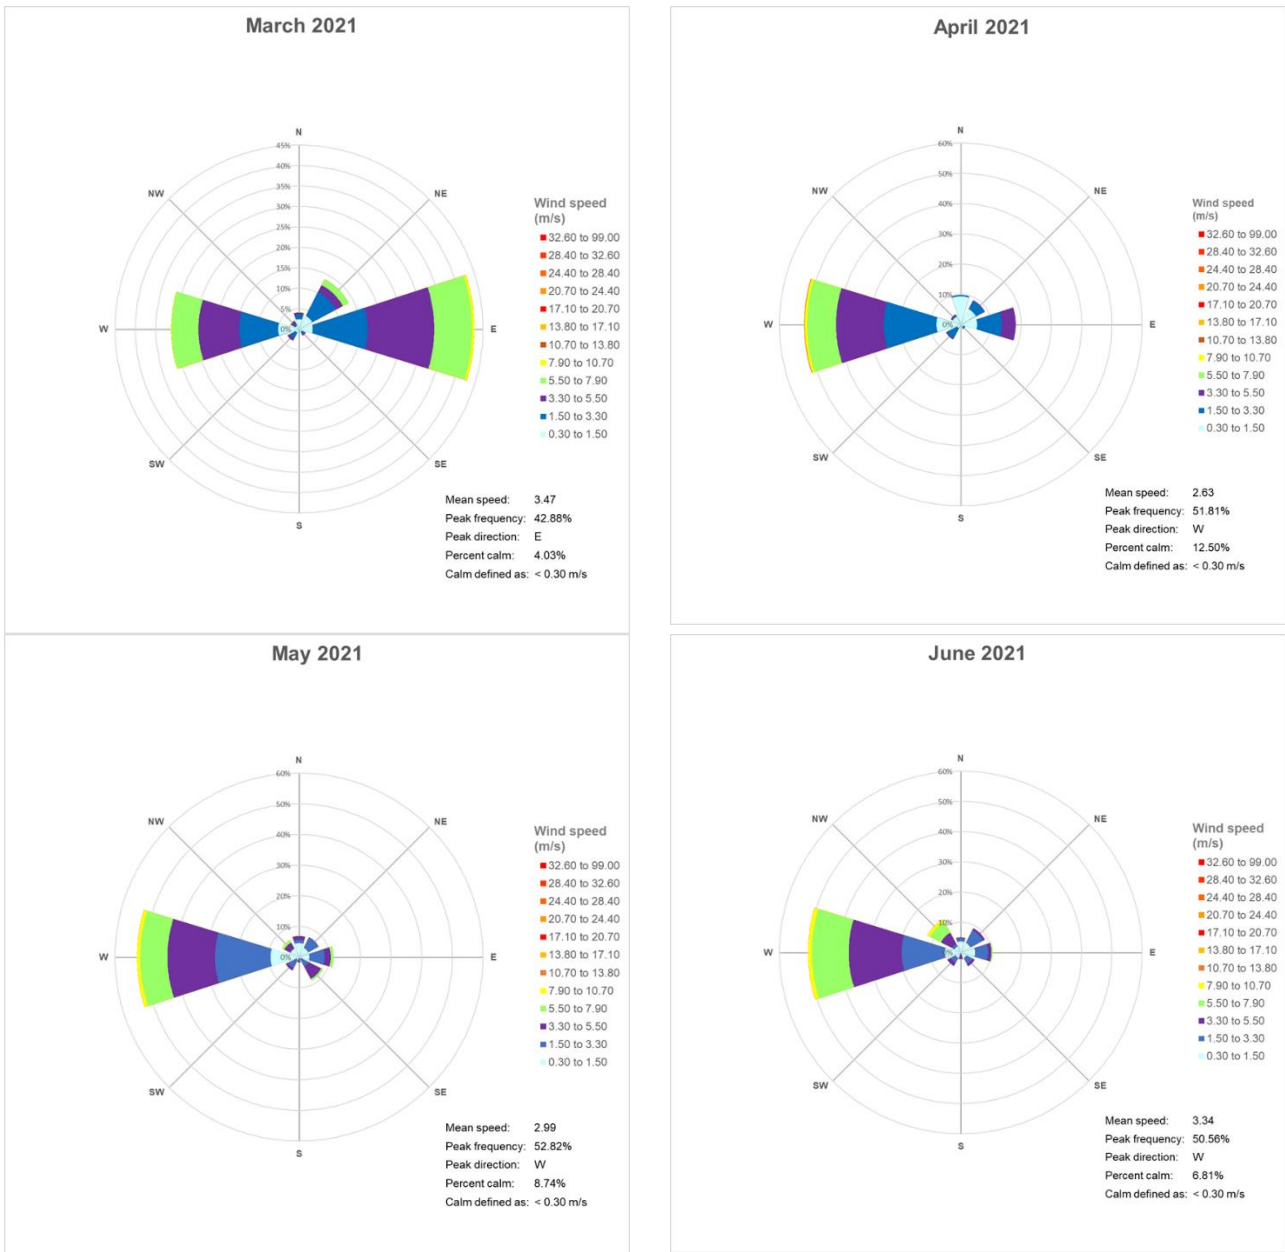 March 2021
N
45%
40%
35%
30%
25%
20%
15%
10%
5%
0%
NW
NE
W
E
SW
SE
S
Wind speed
(m/s)
32.60 to 99.00
28.40 to 32.60
24.40 to 28.40
20.70 to 24.40
17.10 to 20.70
13.80 to 17.10
10.70 to 13.80
7.90 to 10.70
5.50 to 7.90
3.30 to 5.50
1.50 to 3.30
0.30 to 1.50
Mean speed: 3.47
Peak frequency: 42.88%
Peak direction: E
Percent calm: 4.03%
Calm defined as: < 0.30 m/s
April 2021
N
60%
50%
40%
30%
20%
10%
0%
NW
NE
W
E
SW
SE
S
Wind speed
(m/s)
32.60 to 99.00
28.40 to 32.60
24.40 to 28.40
20.70 to 24.40
17.10 to 20.70
13.80 to 17.10
10.70 to 13.80
7.90 to 10.70
5.50 to 7.90
3.30 to 5.50
1.50 to 3.30
0.30 to 1.50
Mean speed: 2.63
Peak frequency: 51.81%
Peak direction: W
Percent calm: 12.50%
Calm defined as: < 0.30 m/s
May 2021
N
60%
50%
40%
30%
20%
10%
0%
NW
NE
W
E
SW
SE
S
Wind speed
(m/s)
32.60 to 99.00
28.40 to 32.60
24.40 to 28.40
20.70 to 24.40
17.10 to 20.70
13.80 to 17.10
10.70 to 13.80
7.90 to 10.70
5.50 to 7.90
3.30 to 5.50
1.50 to 3.30
0.30 to 1.50
Mean speed: 2.99
Peak frequency: 52.82%
Peak direction: W
Percent calm: 8.74%
Calm defined as: < 0.30 m/s
June 2021
N
60%
50%
40%
30%
20%
10%
0%
NW
NE
W
E
SW
SE
S
Wind speed
(m/s)
32.60 to 99.00
28.40 to 32.60
24.40 to 28.40
20.70 to 24.40
17.10 to 20.70
13.80 to 17.10
10.70 to 13.80
7.90 to 10.70
5.50 to 7.90
3.30 to 5.50
1.50 to 3.30
0.30 to 1.50
Mean speed: 3.34
Peak frequency: 50.56%
Peak direction: W
Percent calm: 6.81%
Calm defined as: < 0.30 m/s